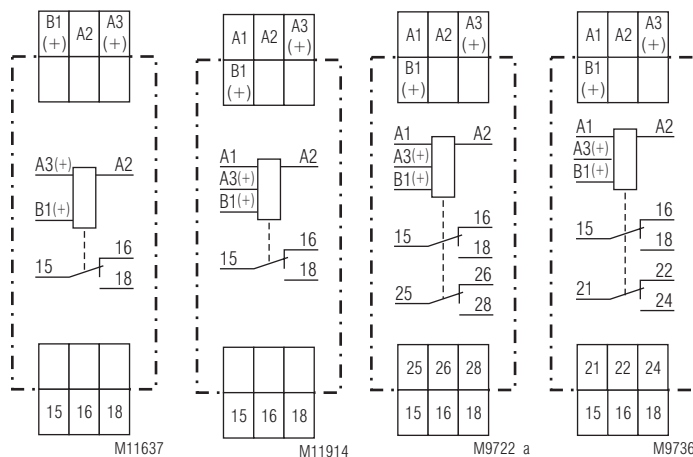 B1 A2 A3
(+) (+)
A3(+) A2
B1(+)
15 16
18
15 16 18
M11637
A1 A2 A3
(+)
B1
(+)
A1 A2
A3(+)
B1(+)
15 16
18
15 16 18
M11914
A1 A2 A3
(+)
B1
(+)
A1 A2
A3(+)
B1(+)
15 16
18
25 26
28
25 26 28
15 16 18
M9722_a
A1 A2 A3
(+)
B1
(+)
A1 A2
A3(+)
B1(+)
15 16
18
21 22
24
21 22 24
15 16 18
M9736